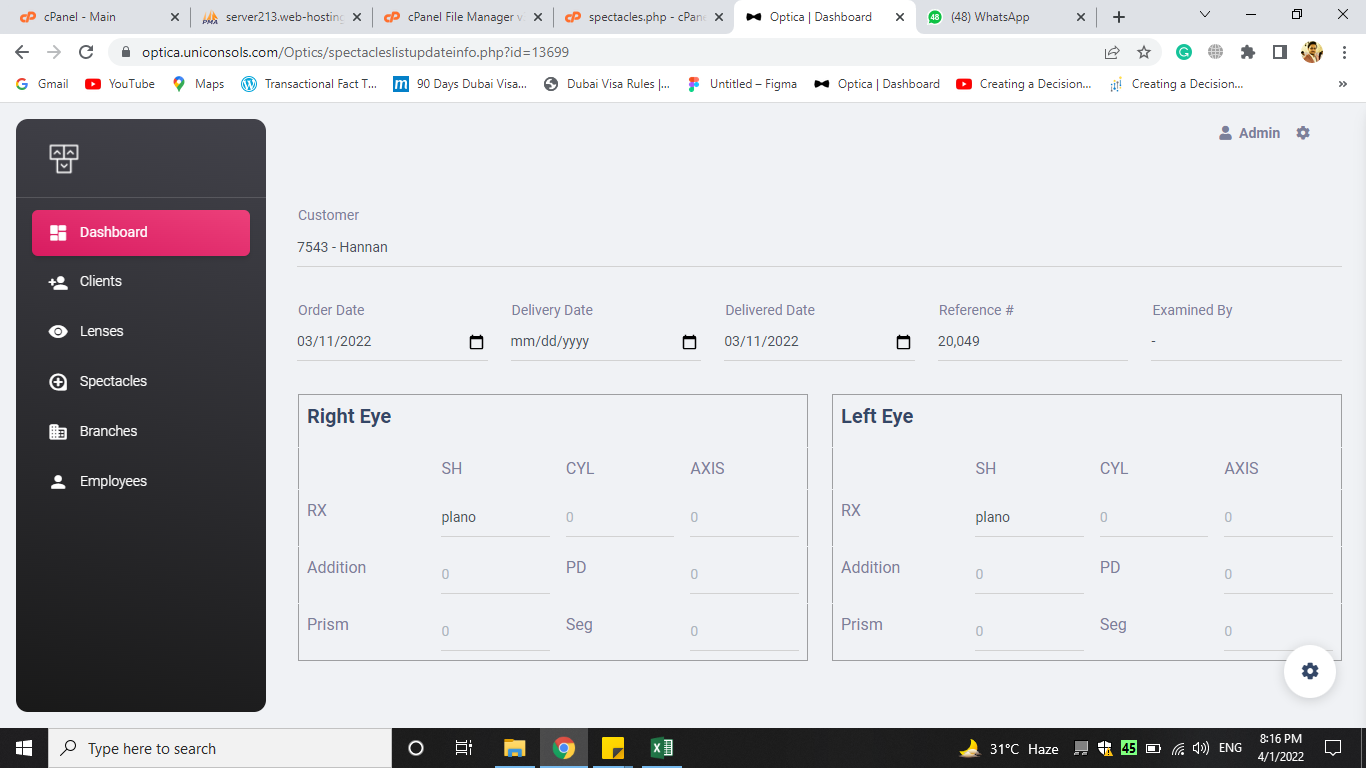 cPanel - Main
server213.web-hosting
cPanel File Manager v
spectacles.php - cPane
Optica | Dashboard
(48) WhatsApp
optica.uniconsols.com/Optics/spectacleslistupdateinfo.php?id=13699
Gmail
YouTube
Maps
Transactional Fact T...
90 Days Dubai Visa...
Dubai Visa Rules |...
Untitled – Figma
Optica | Dashboard
Creating a Decision...
Creating a Decision...
»
Admin
Dashboard
Clients
Lenses
Spectacles
Branches
Employees
Customer
7543 - Hannan
Order Date Delivery Date Delivered Date Reference # Examined By
03/11/2022 mm/dd/yyyy 03/11/2022 20,049 -
Right Eye
SH CYL AXIS
RX plano 0 0
Addition 0 PD 0
Prism 0 Seg 0
Left Eye
SH CYL AXIS
RX plano 0 0
Addition 0 PD 0
Prism 0 Seg 0
Type here to search
31°C Haze
45
ENG
8:16 PM
4/1/2022